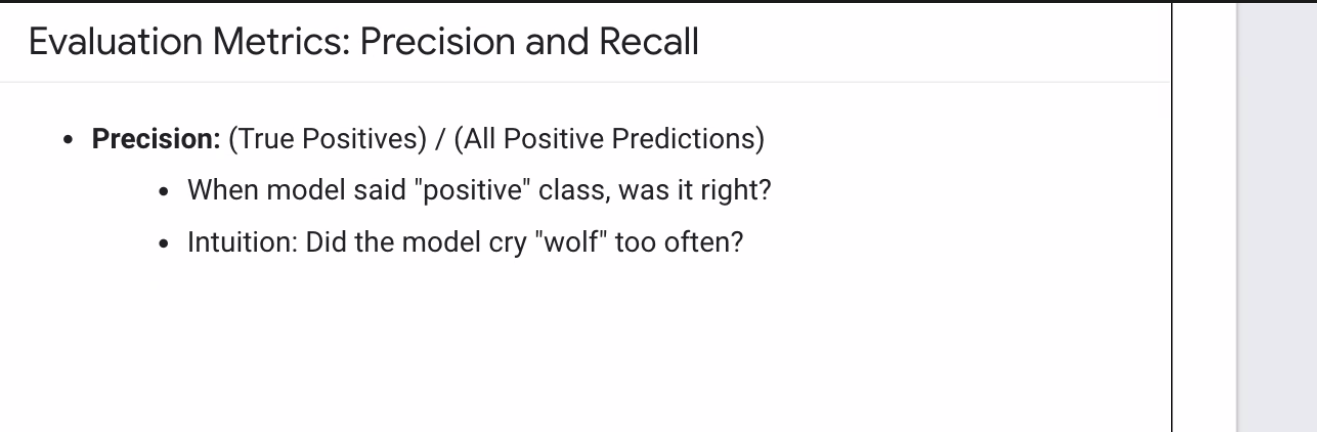 Evaluation Metrics: Precision and Recall
• Precision: (True Positives) / (All Positive Predictions)
• When model said "positive" class, was it right?
• Intuition: Did the model cry "wolf" too often?